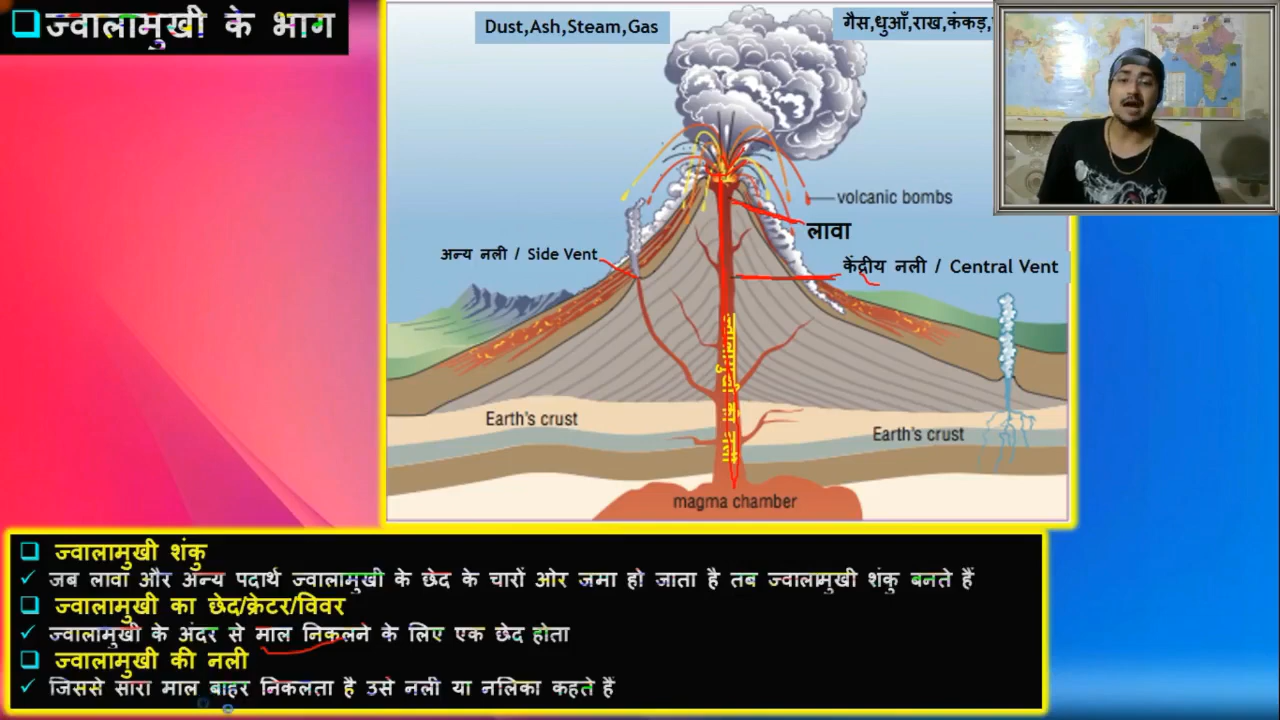 ज्वालामुखी के भाग
Dust,Ash,Steam,Gas
गैस,धुआँ,राख,कंकड़,
volcanic bombs
लावा
अन्य नली / Side Vent
केंद्रीय नली / Central Vent
ज्वालामुखी की नली
Earth's crust
Earth's crust
magma chamber
ज्वालामुखी शंकु
जब लावा और अन्य पदार्थ ज्वालामुखी के छेद के चारों ओर जमा हो जाता है तब ज्वालामुखी शंकु बनते हैं
ज्वालामुखी का छेद/क्रेटर/विवर
ज्वालामुखी के अंदर से माल निकलने के लिए एक छेद होता
ज्वालामुखी की नली
जिससे सारा माल बाहर निकलता है उसे नली या नलिका कहते हैं